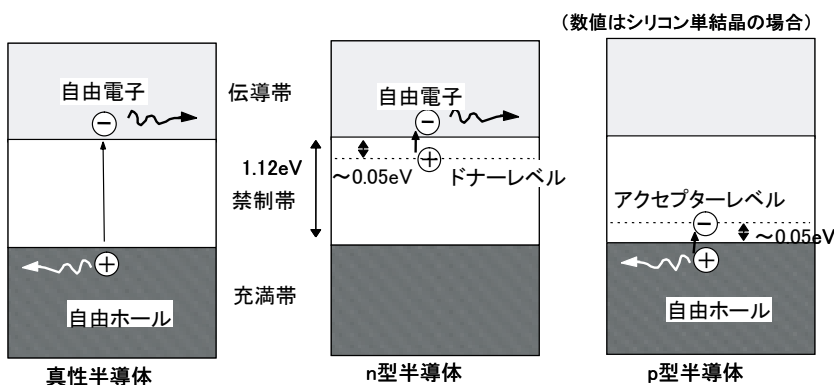 (数値はシリコン単結晶の場合)
自由電子
−
+
自由ホール
真性半導体
伝導帯
1.12eV
禁制帯
充満帯
自由電子
−
+
～0.05eV
ドナーレベル
n型半導体
アクセプターレベル
−
～0.05eV
+
自由ホール
p型半導体